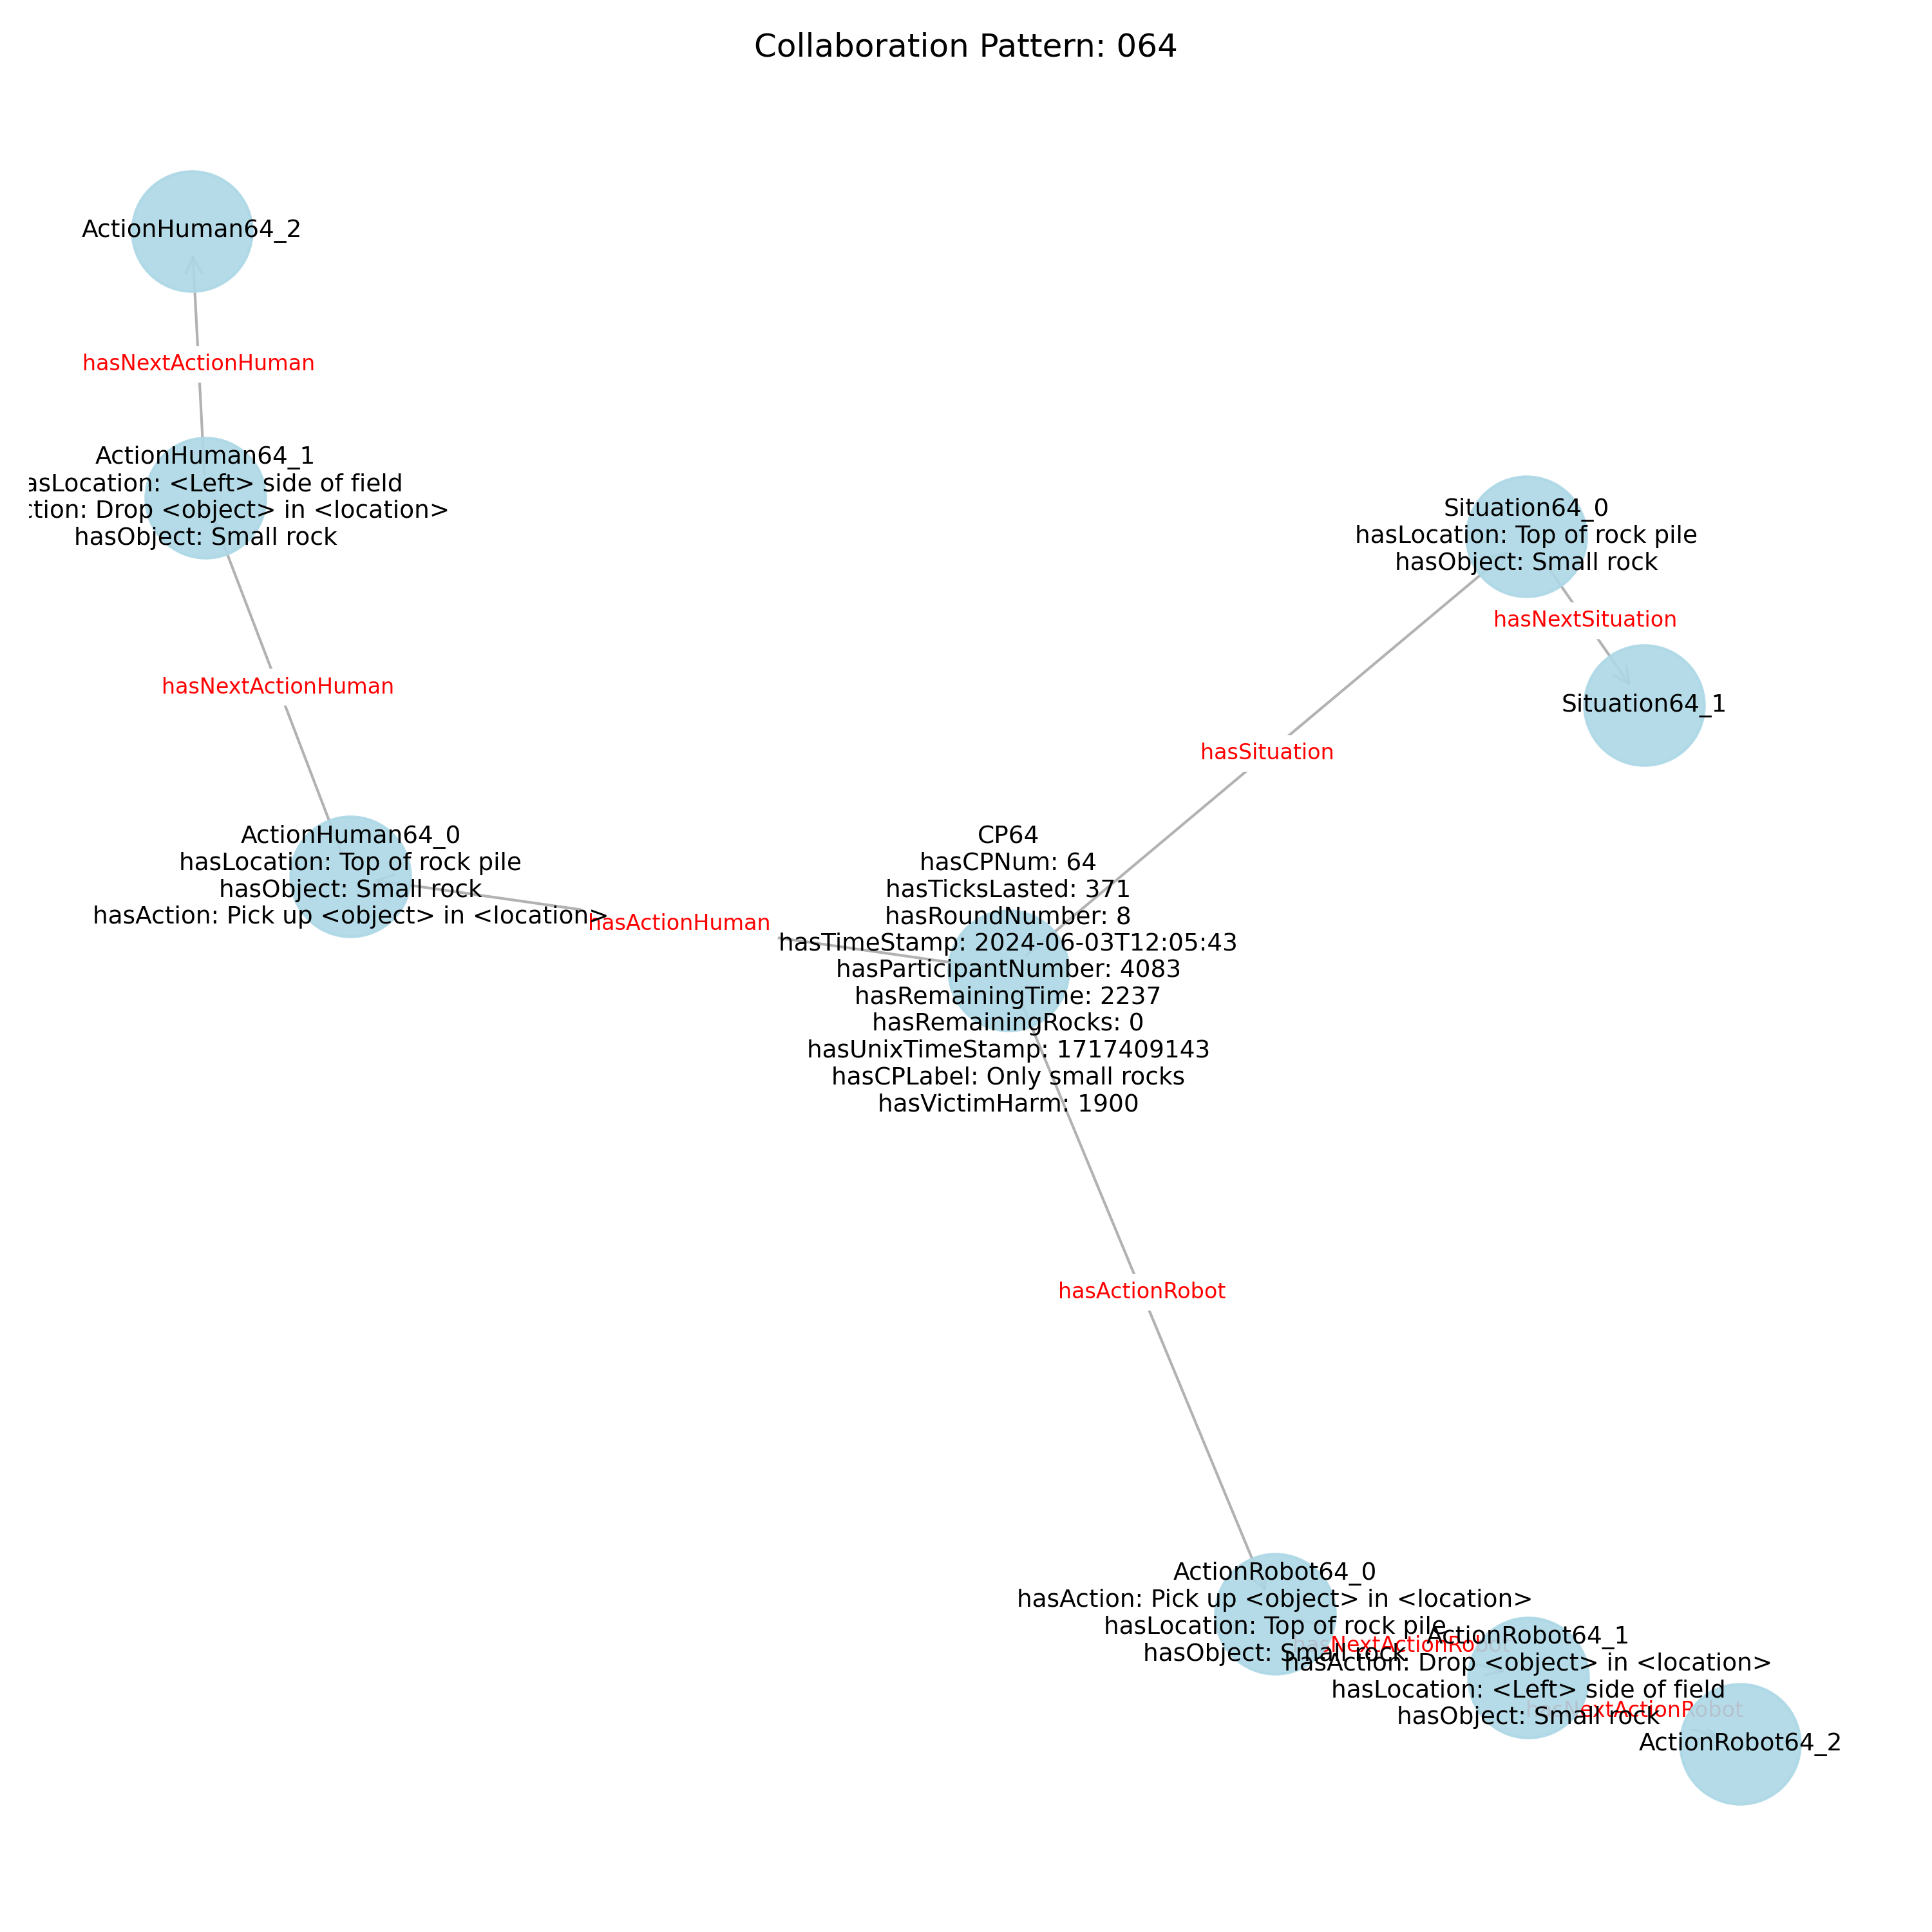 Collaboration Pattern: 064
ActionHuman64_2
hasNextActionHuman
ActionHuman64_1
asLocation: <Left> side of field
ction: Drop <object> in <location>
hasObject: Small rock
hasNextActionHuman
ActionHuman64_0
hasLocation: Top of rock pile
hasObject: Small rock
hasAction: Pick up <object> in <location>
hasActionHuman
Situation64_0
hasLocation: Top of rock pile
hasObject: Small rock
hasNextSituation
Situation64_1
hasSituation
CP64
hasCPNum: 64
hasTicksLasted: 371
hasRoundNumber: 8
hasTimeStamp: 2024-06-03T12:05:43
hasParticipantNumber: 4083
hasRemainingTime: 2237
hasRemainingRocks: 0
hasUnixTimeStamp: 1717409143
hasCPLabel: Only small rocks
hasVictimHarm: 1900
hasActionRobot
ActionRobot64_0
hasAction: Pick up <object> in <location>
hasLocation: Top of rock pile
hasObject: Small rock
hasNextActionRobot
ActionRobot64_1
hasAction: Drop <object> in <location>
hasLocation: <Left> side of field
hasObject: Small rock
hasNextActionRobot
ActionRobot64_2